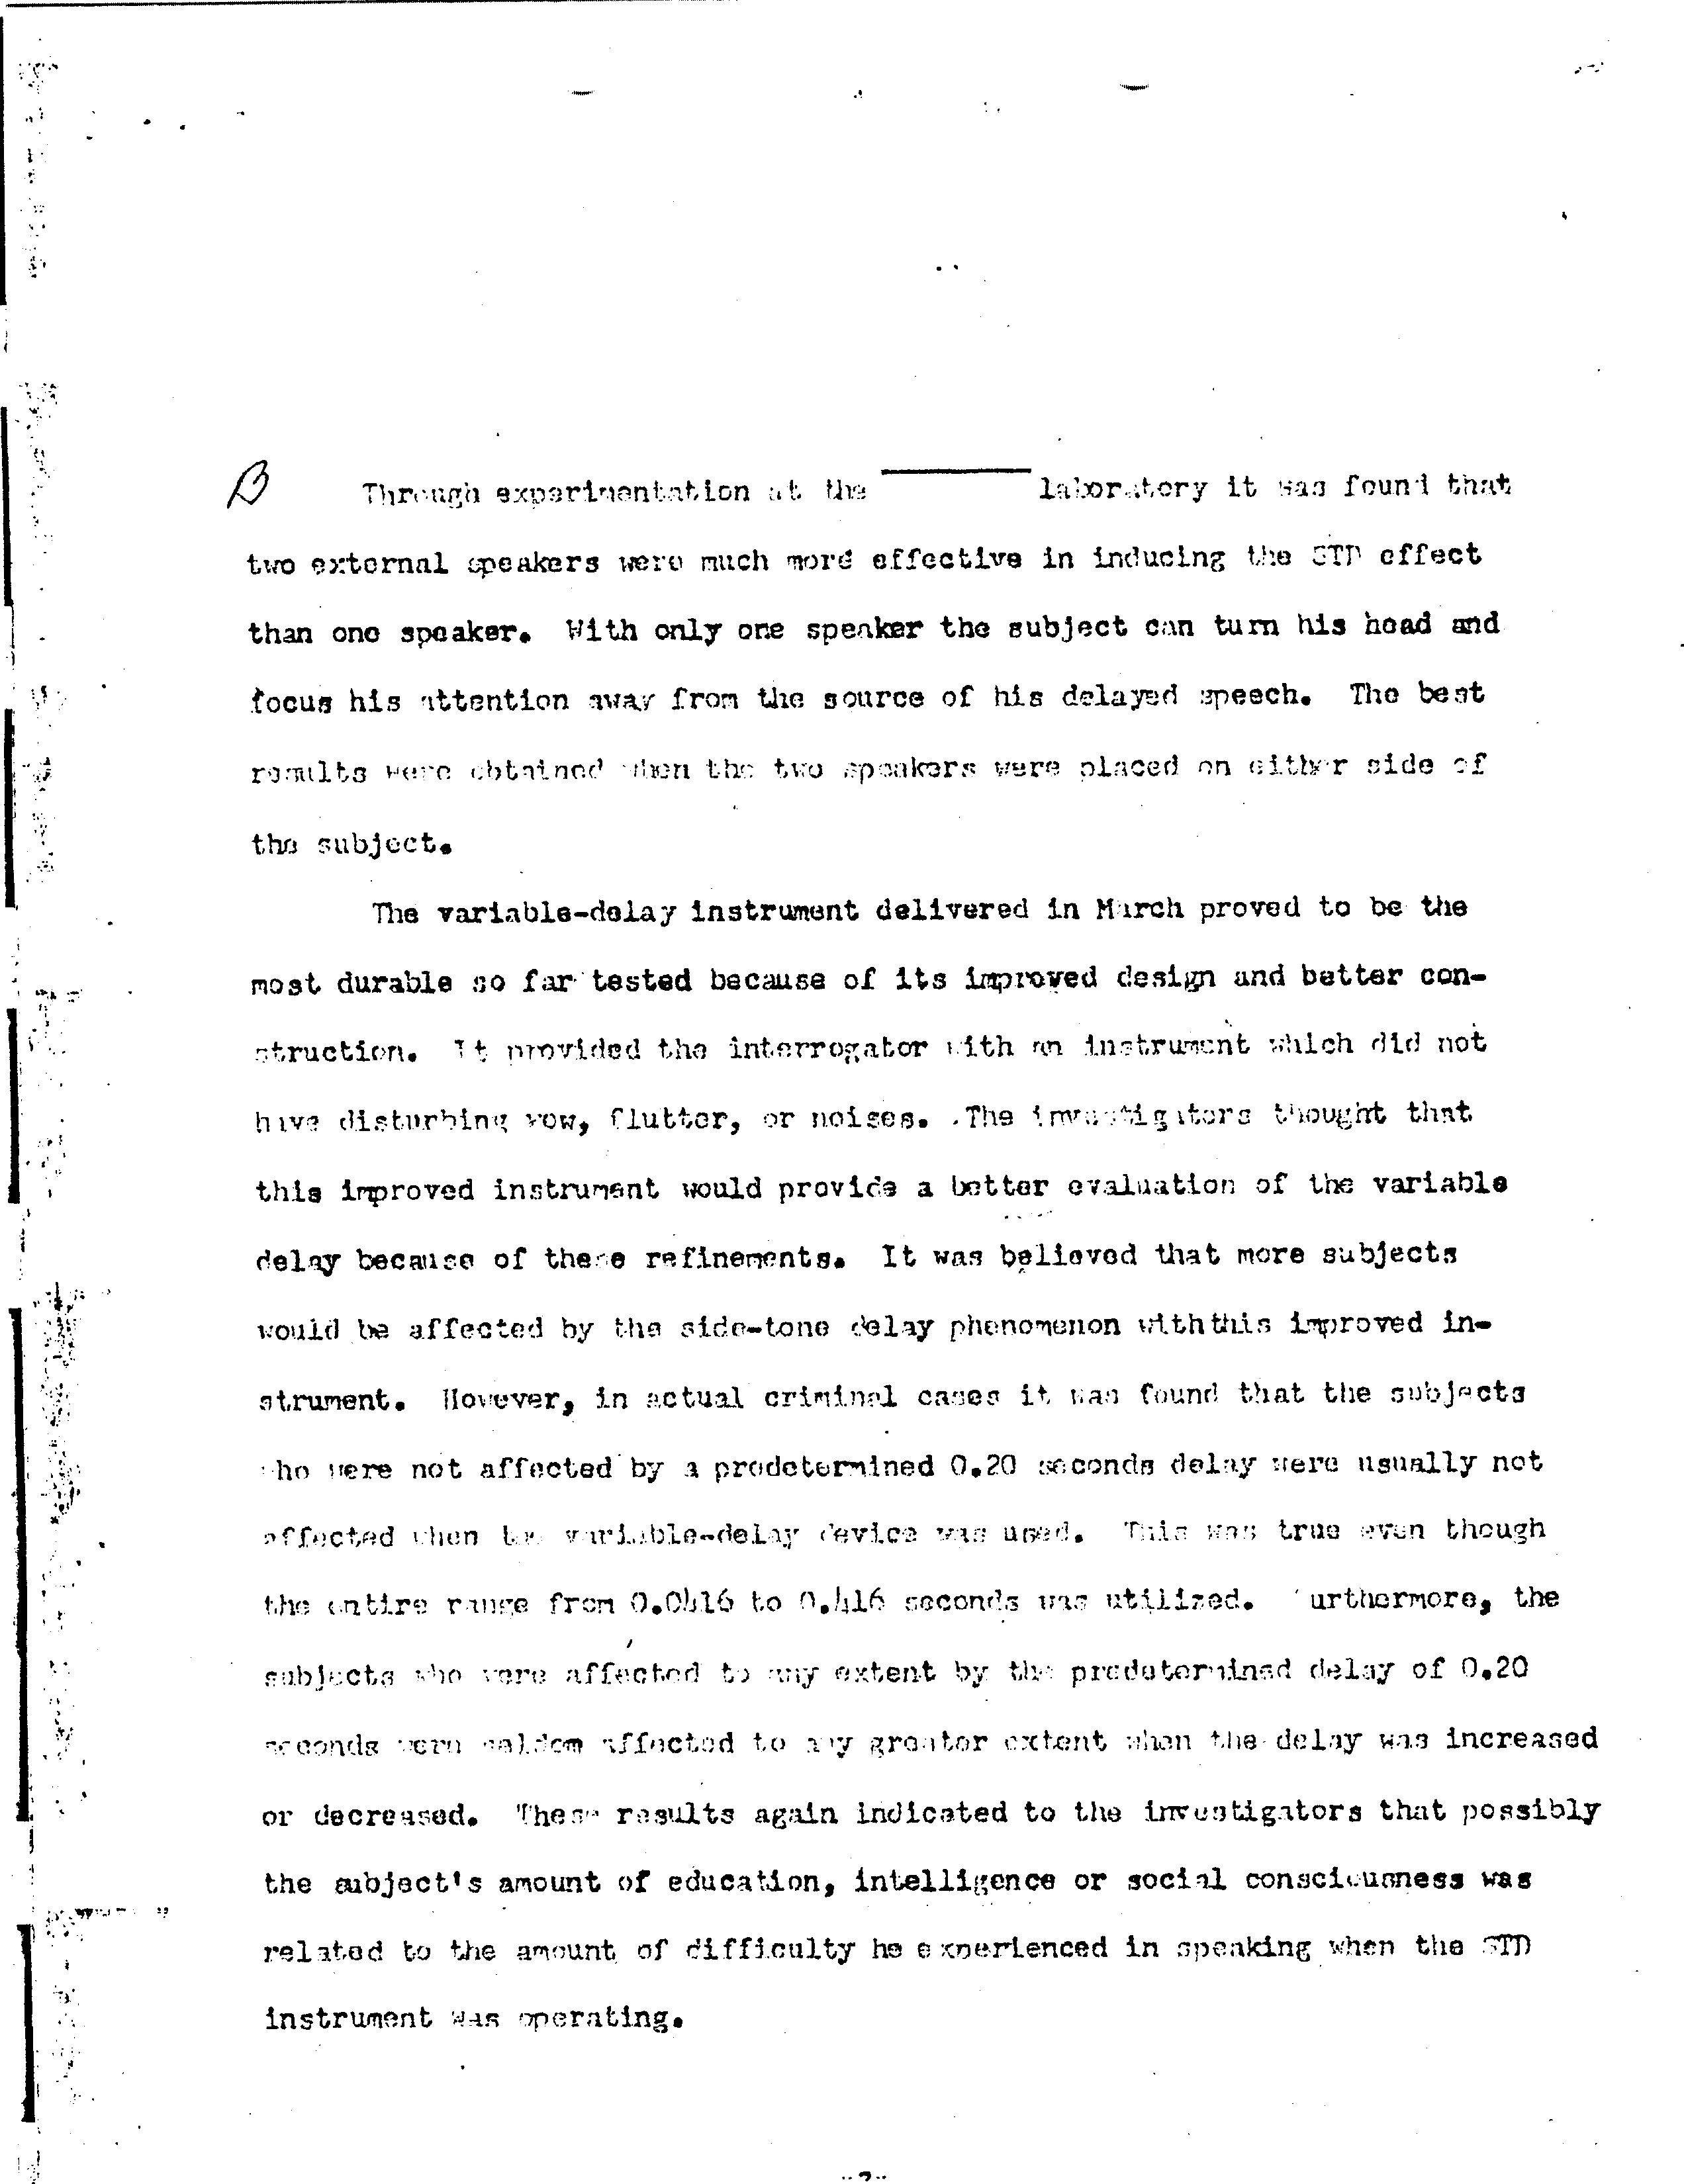 B Through experimentation at the laboratory it was found that
two external speakers were much more effective in inducing the STD effect
than one speaker. With only one speaker the subject can turn his head and
focus his attention away from the source of his delayed speech. The best
results were obtained when the two speakers were placed on either side of
the subject.
The variable-delay instrument delivered in March proved to be the
most durable so far tested because of its improved design and better con-
struction. It provided the interrogator with an instrument which did not
have disturbing vow, flutter, or noises. The investigators thought that
this improved instrument would provide a better evaluation of the variable
delay because of these refinements. It was believed that more subjects
would be affected by the side-tone delay phenomenon with this improved in-
strument. However, in actual criminal cases it was found that the subjects
who were not affected by a predetermined 0.20 seconds delay were usually not
affected when the variable-delay device was used. This was true even though
the entire range from 0.0416 to 0.416 seconds was utilized. Furthermore, the
subjects who were affected to any extent by the predetermined delay of 0.20
seconds were seldom affected to any greater extent when the delay was increased
or decreased. These results again indicated to the investigators that possibly
the subject's amount of education, intelligence or social consciousness was
related to the amount of difficulty he experienced in speaking when the STD
instrument was operating.